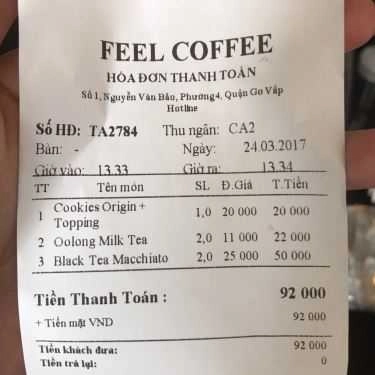 FEEL COFFEE
HÓA ĐƠN THANH TOÁN
Số 1, Nguyễn Văn Bảo, Phường4, Quận Gò Vấp
Hotline
Số HĐ: TA2784 Thu ngân: CA2
Bàn: - Ngày: 24.03.2017
Giờ vào: 13.33 Giờ ra: 13.34
TT Tên món SL Đ.Giá T.Tiền
1 Cookies Origin + Topping 1,0 20 000 20 000
2 Oolong Milk Tea 2,0 11 000 22 000
3 Black Tea Macchiato 2,0 25 000 50 000
Tiền Thanh Toán : 92 000
+ Tiền mặt VND 92 000
Tiền khách đưa: 92 000
Tiền trả lại: 0